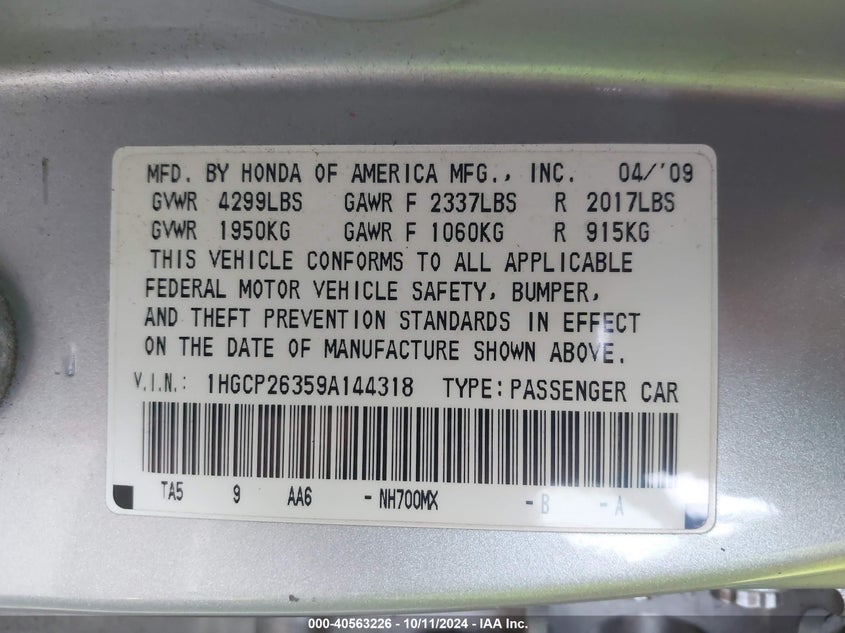 MFD. BY HONDA OF AMERICA MFG., INC. 04/'09
GVWR 4299LBS GAWR F 2337LBS R 2017LBS
GVWR 1950KG GAWR F 1060KG R 915KG
THIS VEHICLE CONFORMS TO ALL APPLICABLE
FEDERAL MOTOR VEHICLE SAFETY, BUMPER,
AND THEFT PREVENTION STANDARDS IN EFFECT
ON THE DATE OF MANUFACTURE SHOWN ABOVE.
V.I.N.: 1HGCP26359A144318 TYPE: PASSENGER CAR
TA5 9 AA6 - NH700MX - B - A
000-40563226 - 10/11/2024 - IAA Inc.